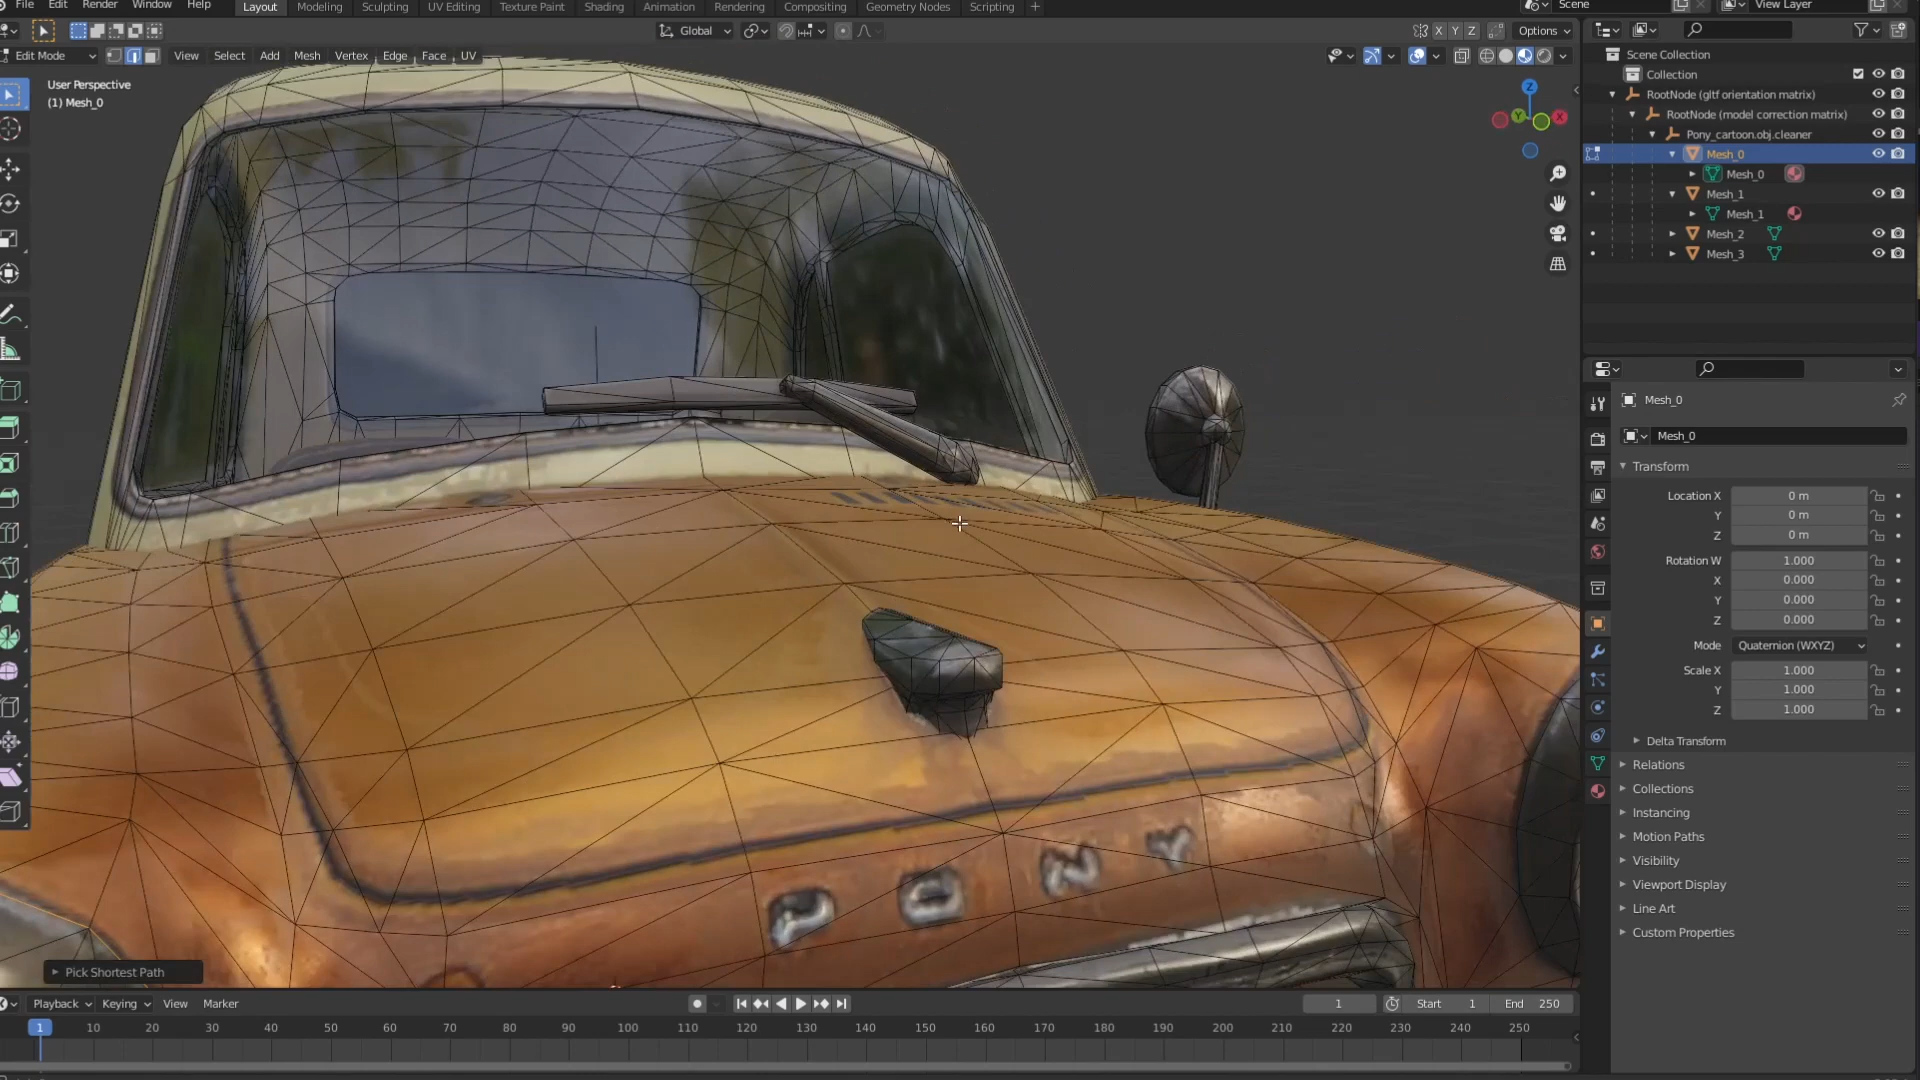 File Edit Render Window Help Layout Modeling Sculpting UV Editing Texture Paint Shading Animation Rendering Compositing Geometry Nodes Scripting + Scene View Layer
Global X Y Z Options
Edit Mode View Select Add Mesh Vertex Edge Face UV
User Perspective
(1) Mesh_0
Z
Y
X
PONY
Pick Shortest Path
Scene Collection
Collection
RootNode (gltf orientation matrix)
RootNode (model correction matrix)
Pony_cartoon.obj.cleaner
Mesh_0
Mesh_0
Mesh_1
Mesh_1
Mesh_2
Mesh_3
Mesh_0
Mesh_0
Transform
Location X 0 m
Y 0 m
Z 0 m
Rotation W 1.000
X 0.000
Y 0.000
Z 0.000
Mode Quaternion (WXYZ)
Scale X 1.000
Y 1.000
Z 1.000
Delta Transform
Relations
Collections
Instancing
Motion Paths
Visibility
Viewport Display
Line Art
Custom Properties
Playback Keying View Marker 1 Start 1 End 250
1 10 20 30 40 50 60 70 80 90 100 110 120 130 140 150 160 170 180 190 200 210 220 230 240 250